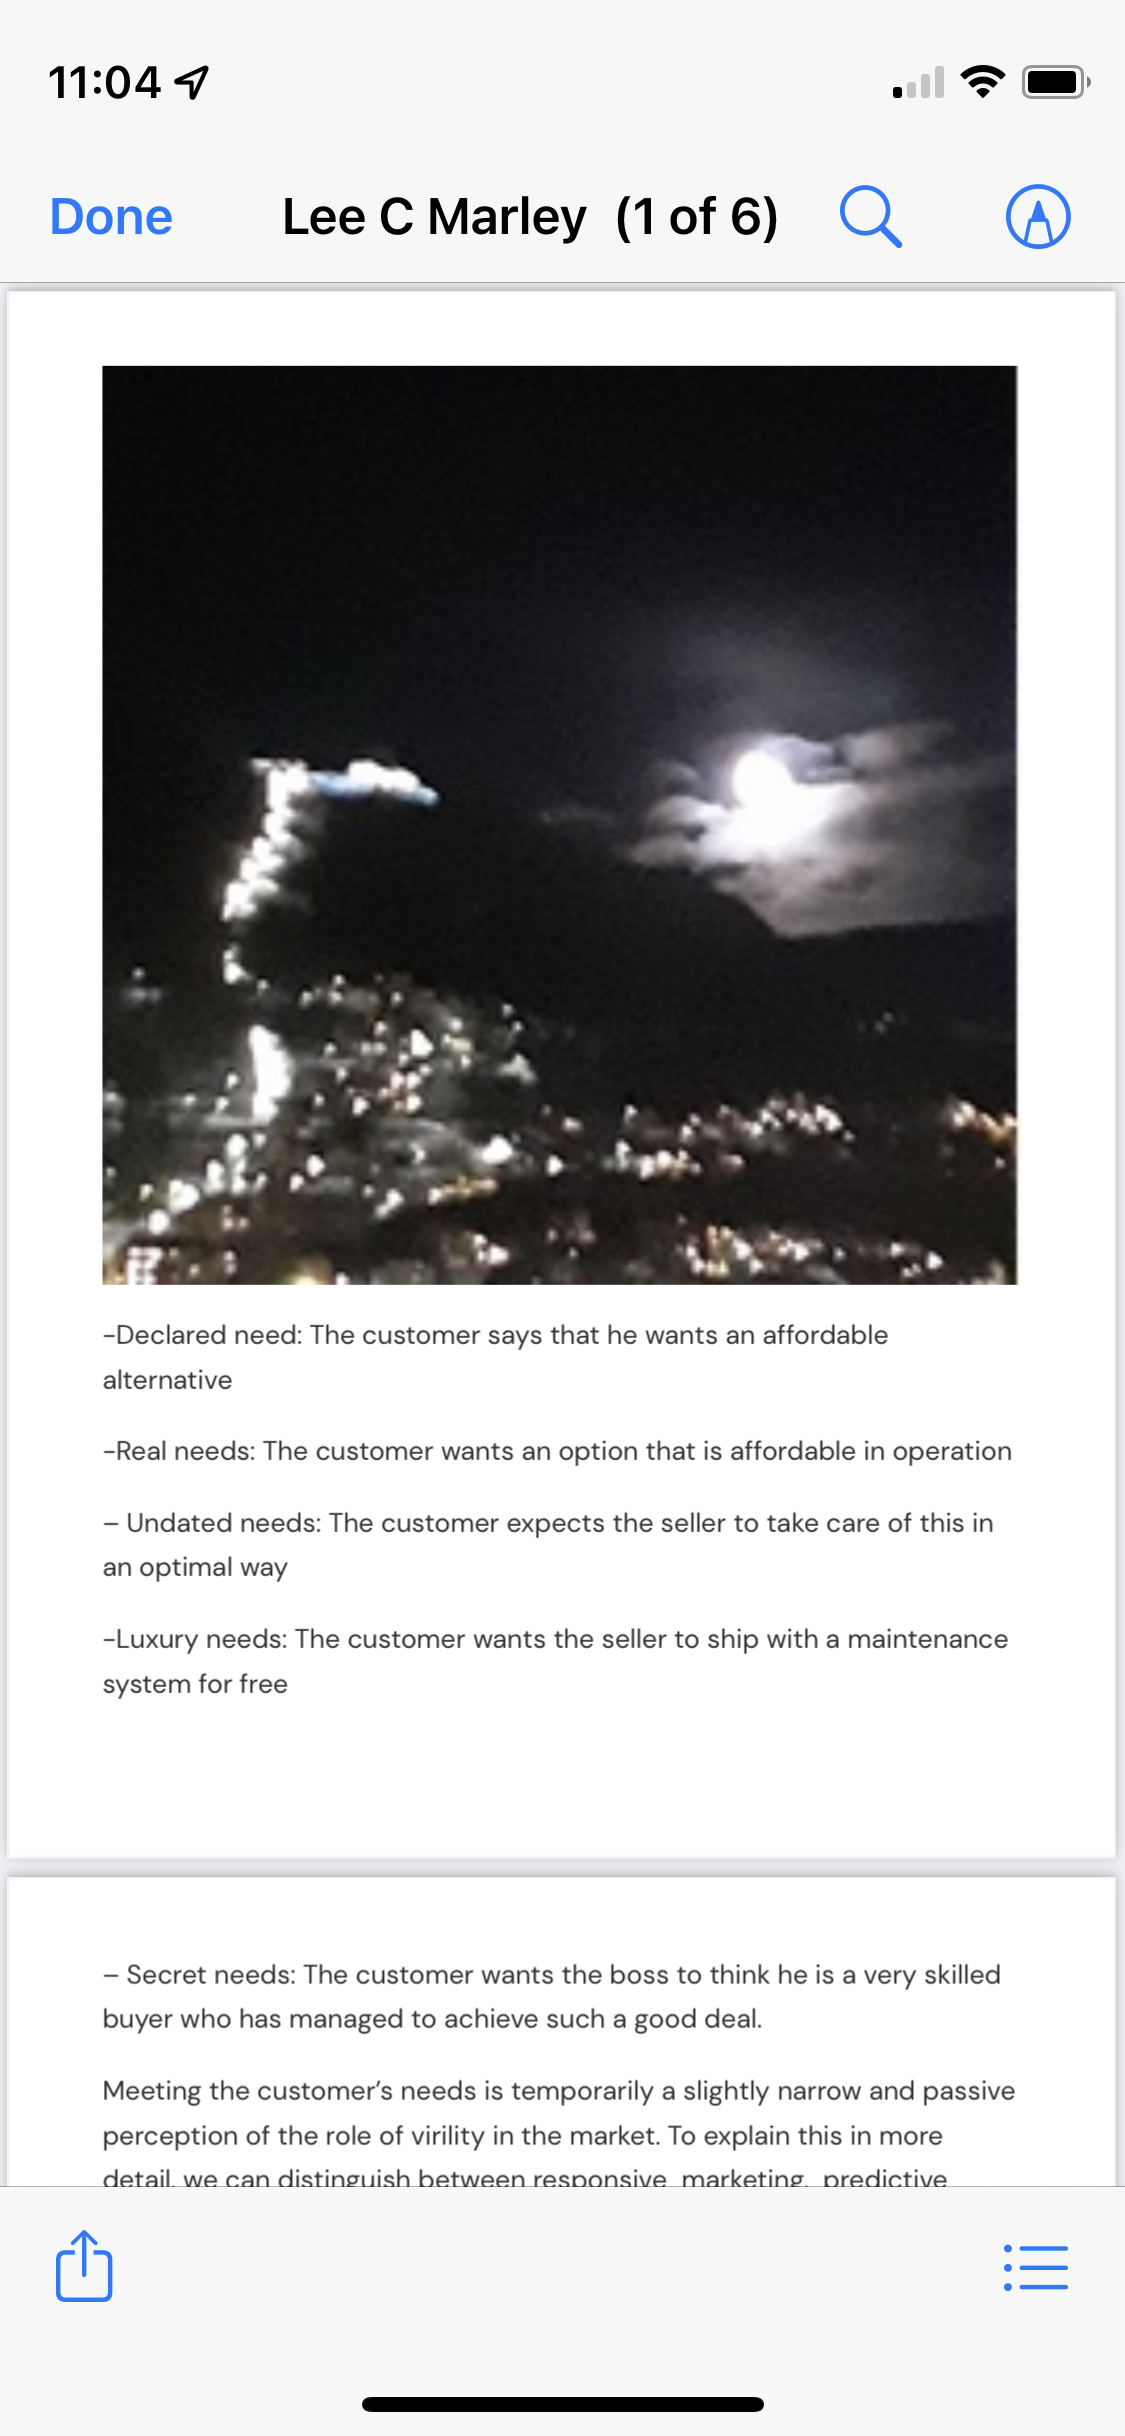 11:04
Done Lee C Marley (1 of 6)
-Declared need: The customer says that he wants an affordable
alternative
-Real needs: The customer wants an option that is affordable in operation
– Undated needs: The customer expects the seller to take care of this in
an optimal way
-Luxury needs: The customer wants the seller to ship with a maintenance
system for free
– Secret needs: The customer wants the boss to think he is a very skilled
buyer who has managed to achieve such a good deal.
Meeting the customer’s needs is temporarily a slightly narrow and passive
perception of the role of virility in the market. To explain this in more
detail, we can distinguish between responsive marketing, predictive